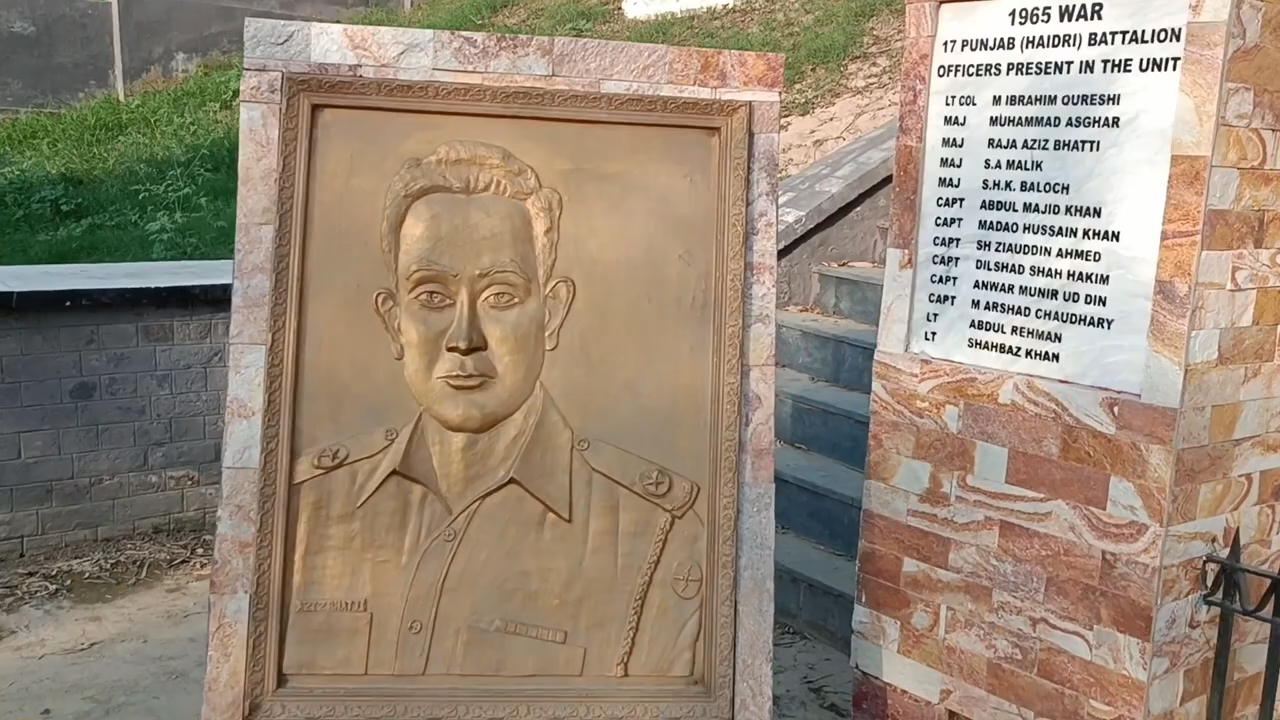 1965 WAR
17 PUNJAB (HAIDRI) BATTALION
OFFICERS PRESENT IN THE UNIT
LT COL M IBRAHIM OURESHI
MAJ MUHAMMAD ASGHAR
MAJ RAJA AZIZ BHATTI
MAJ S.A MALIK
MAJ S.H.K. BALOCH
CAPT ABDUL MAJID KHAN
CAPT MADAO HUSSAIN KHAN
CAPT SH ZIAUDDIN AHMED
CAPT DILSHAD SHAH HAKIM
CAPT ANWAR MUNIR UD DIN
CAPT M ARSHAD CHAUDHARY
LT ABDUL REHMAN
LT SHAHBAZ KHAN
AZIZ BHATTI